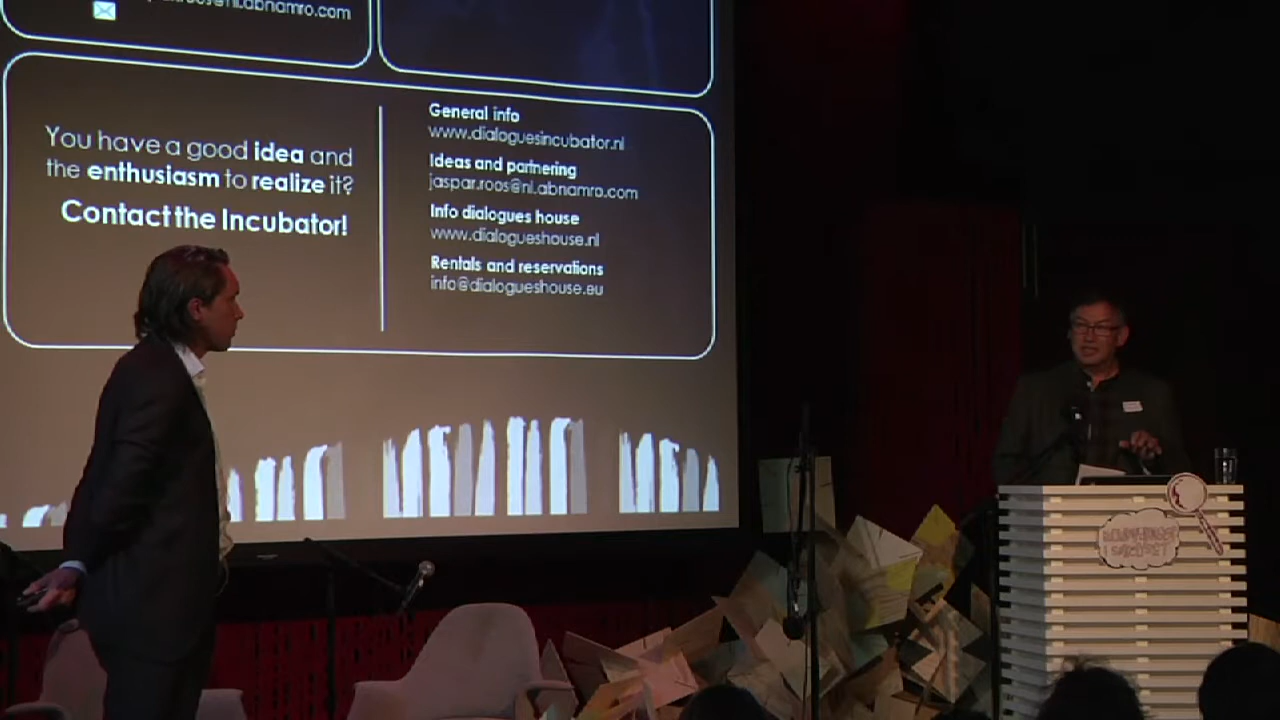 You have a good idea and
the enthusiasm to realize it?
Contact the Incubator!
General info
www.dialoguesincubator.nl
Ideas and partnering
jaspar.roos@nl.abnamro.com
Info dialogues house
www.dialogueshouse.nl
Rentals and reservations
info@dialogueshouse.eu